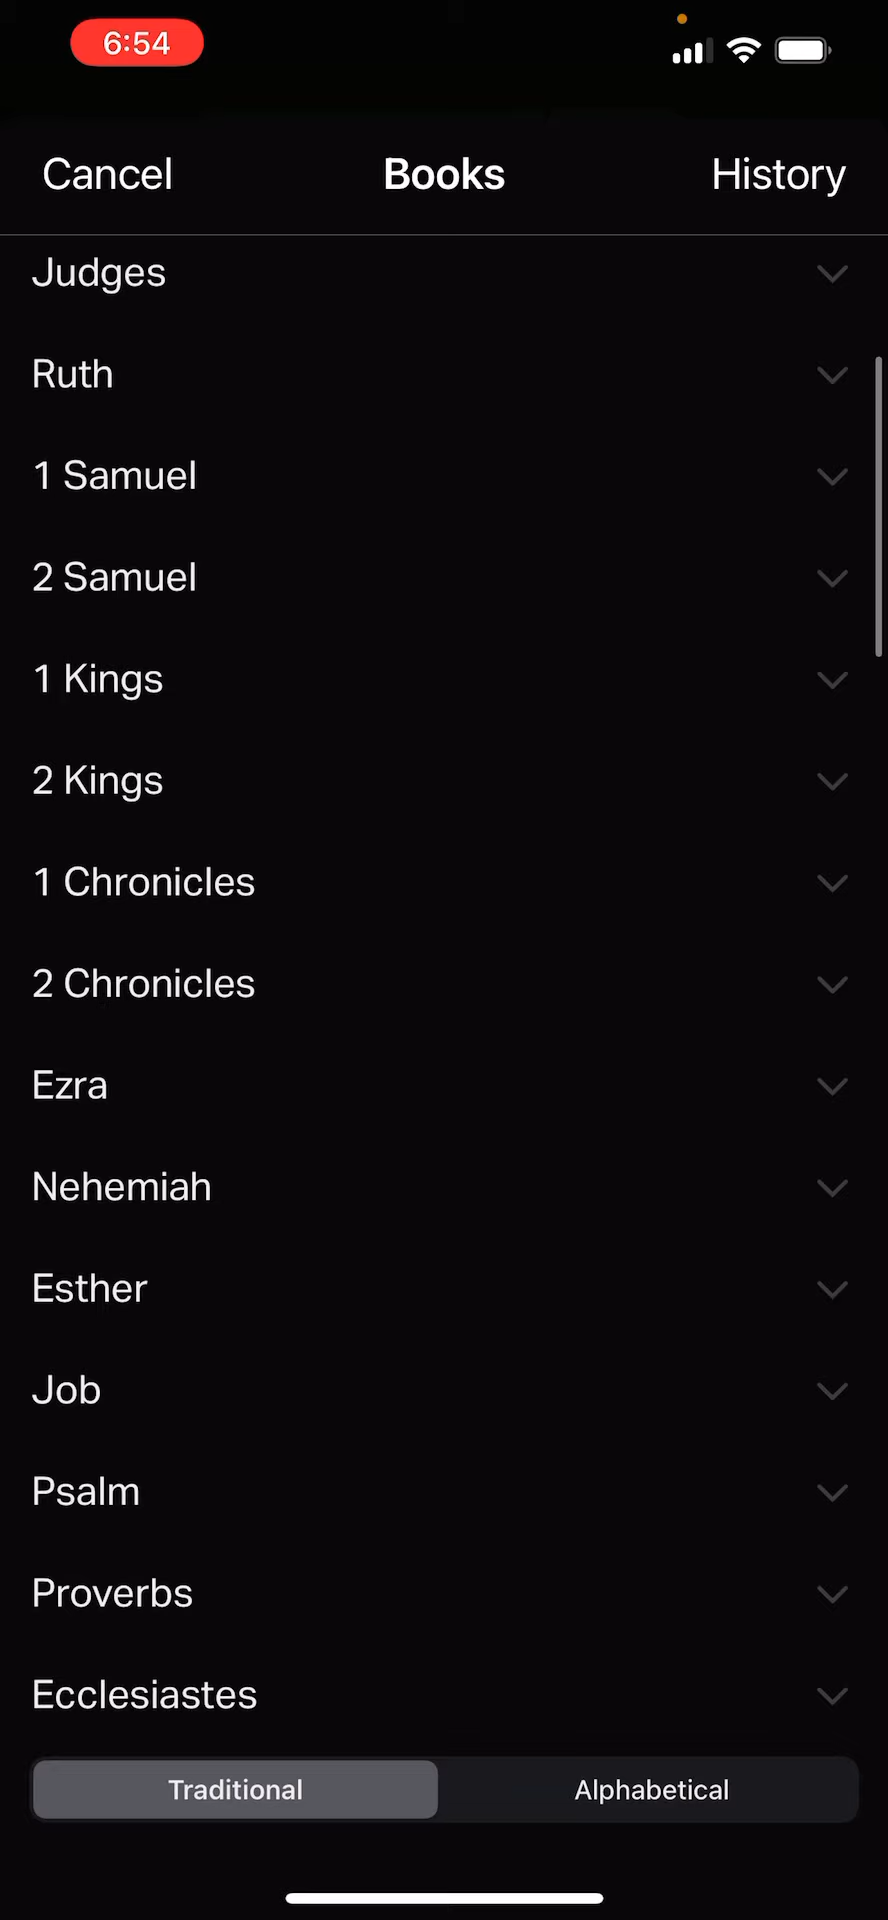 6:54
Cancel Books History
Judges
Ruth
1 Samuel
2 Samuel
1 Kings
2 Kings
1 Chronicles
2 Chronicles
Ezra
Nehemiah
Esther
Job
Psalm
Proverbs
Ecclesiastes
Traditional Alphabetical